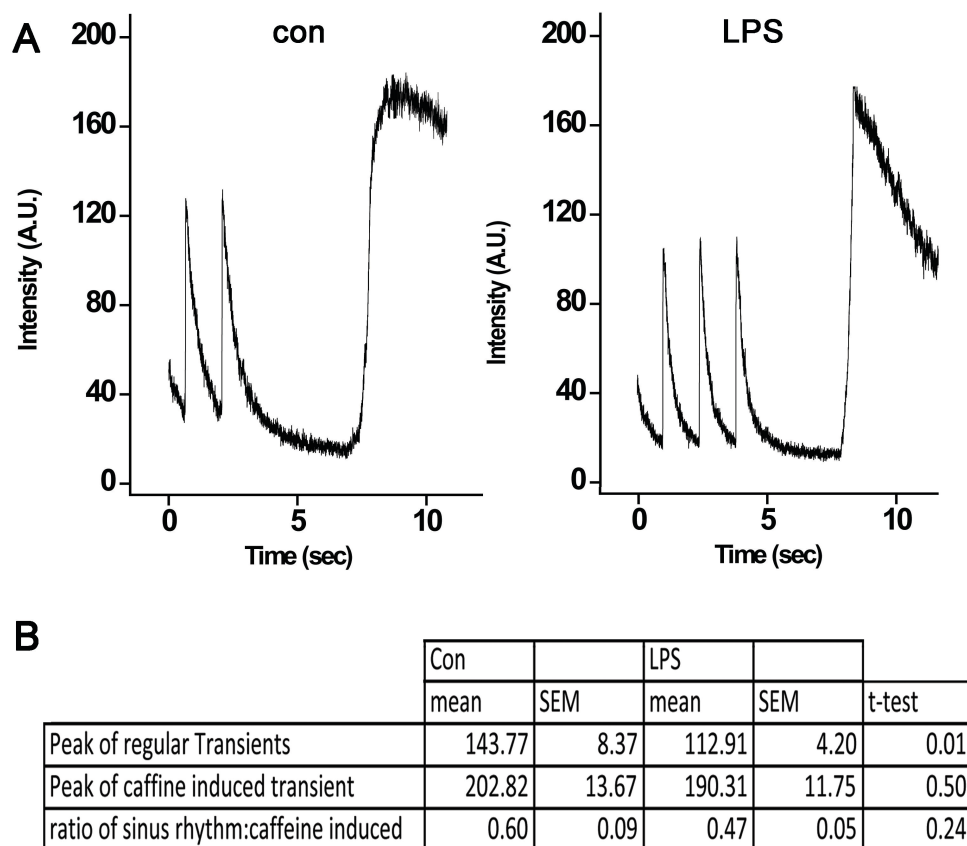 A
con
LPS
200
160
120
80
40
0
Intensity (A.U.)
0 5 10
Time (sec)
200
160
120
80
40
0
Intensity (A.U.)
0 5 10
Time (sec)
B
Con LPS
mean SEM mean SEM t-test
Peak of regular Transients 143.77 8.37 112.91 4.20 0.01
Peak of caffine induced transient 202.82 13.67 190.31 11.75 0.50
ratio of sinus rhythm:caffeine induced 0.60 0.09 0.47 0.05 0.24